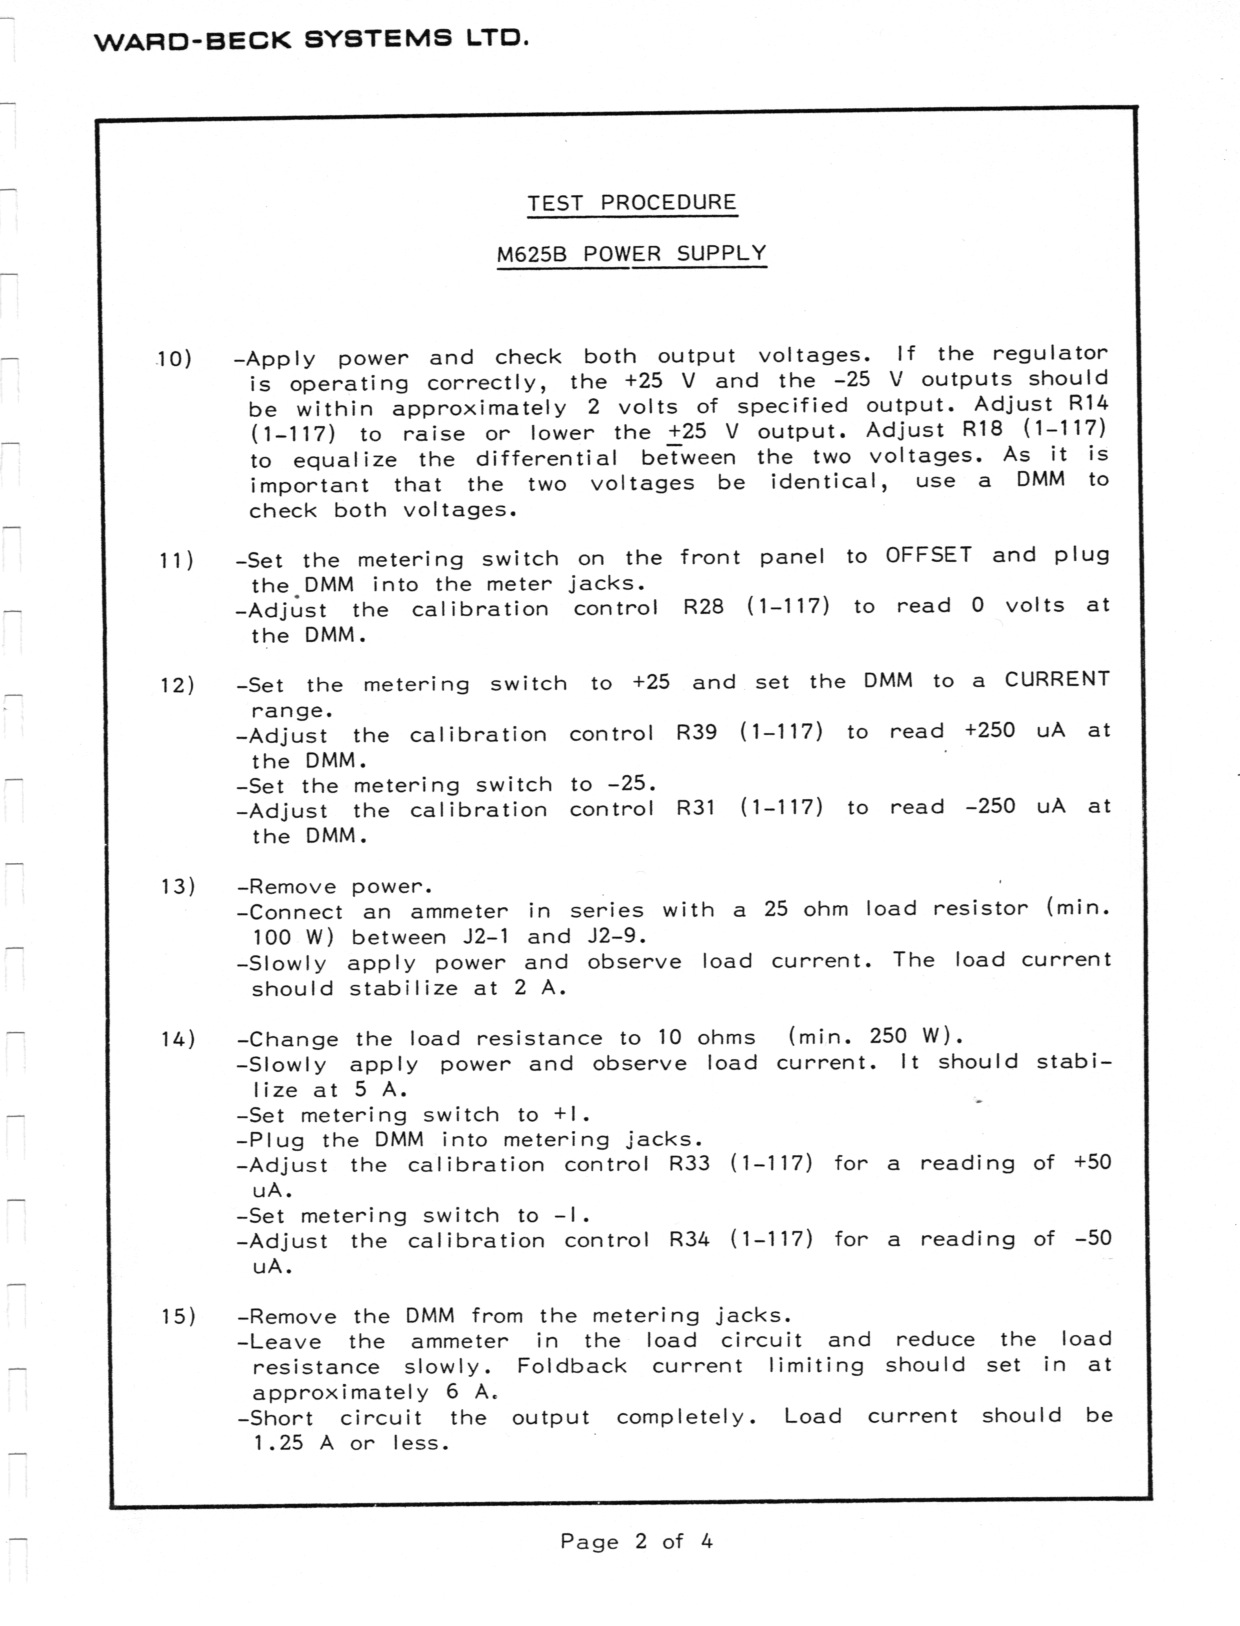 WARD-BECK SYSTEMS LTD.
TEST PROCEDURE
M625B POWER SUPPLY
10) -Apply power and check both output voltages. If the regulator
is operating correctly, the +25 V and the -25 V outputs should
be within approximately 2 volts of specified output. Adjust R14
(1-117) to raise or lower the ±25 V output. Adjust R18 (1-117)
to equalize the differential between the two voltages. As it is
important that the two voltages be identical, use a DMM to
check both voltages.
11) -Set the metering switch on the front panel to OFFSET and plug
the DMM into the meter jacks.
-Adjust the calibration control R28 (1-117) to read 0 volts at
the DMM.
12) -Set the metering switch to +25 and set the DMM to a CURRENT
range.
-Adjust the calibration control R39 (1-117) to read +250 uA at
the DMM.
-Set the metering switch to -25.
-Adjust the calibration control R31 (1-117) to read -250 uA at
the DMM.
13) -Remove power.
-Connect an ammeter in series with a 25 ohm load resistor (min.
100 W) between J2-1 and J2-9.
-Slowly apply power and observe load current. The load current
should stabilize at 2 A.
14) -Change the load resistance to 10 ohms (min. 250 W).
-Slowly apply power and observe load current. It should stabi-
lize at 5 A.
-Set metering switch to +I.
-Plug the DMM into metering jacks.
-Adjust the calibration control R33 (1-117) for a reading of +50
uA.
-Set metering switch to -I.
-Adjust the calibration control R34 (1-117) for a reading of -50
uA.
15) -Remove the DMM from the metering jacks.
-Leave the ammeter in the load circuit and reduce the load
resistance slowly. Foldback current limiting should set in at
approximately 6 A.
-Short circuit the output completely. Load current should be
1.25 A or less.
Page 2 of 4